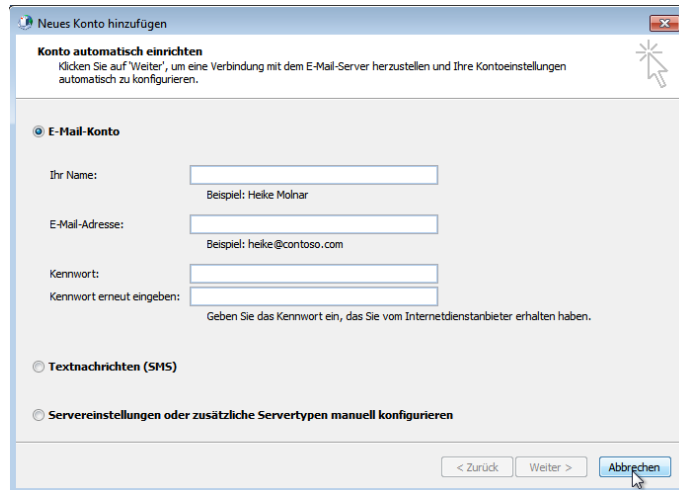 Neues Konto hinzufügen
Konto automatisch einrichten
Klicken Sie auf 'Weiter', um eine Verbindung mit dem E-Mail-Server herzustellen und Ihre Kontoeinstellungen
automatisch zu konfigurieren.
E-Mail-Konto
Ihr Name:
Beispiel: Heike Molnar
E-Mail-Adresse:
Beispiel: heike@contoso.com
Kennwort:
Kennwort erneut eingeben:
Geben Sie das Kennwort ein, das Sie vom Internetdienstanbieter erhalten haben.
Textnachrichten (SMS)
Servereinstellungen oder zusätzliche Servertypen manuell konfigurieren
< Zurück Weiter > Abbrechen